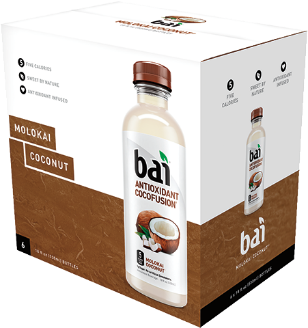 5 FIVE CALORIES
SWEET BY NATURE
ANTIOXIDANT INFUSED
MOLOKAI
COCONUT
6
bai
ANTIOXIDANT
COCOFUSION
MOLOKAI
COCONUT
5
FIVE
CALORIES
SWEET BY
NATURE
ANTIOXIDANT
INFUSED
bai
bai
MOLOKAI COCONUT